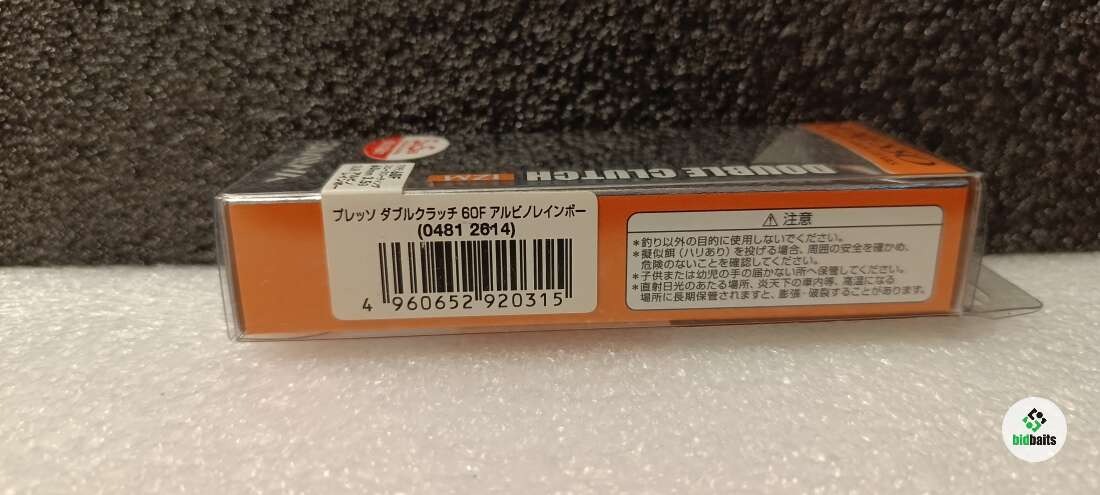 DOUBLE CLUTCH
IZM
プレッソ ダブルクラッチ 60F アルビノレインボー
(0481 2814)
4 960652 920315
⚠ 注意
*釣り以外の目的に使用しないでください。
*擬似餌（ハリあり）を投げる場合、周囲の安全を確かめ、
危険のないことを確認してください。
*子供または幼児の手の届かない所へ保管してください。
*直射日光のあたる場所、炎天下の車内等、高温になる
場所に長期保管されますと、膨張・破裂することがあります。
bidbaits